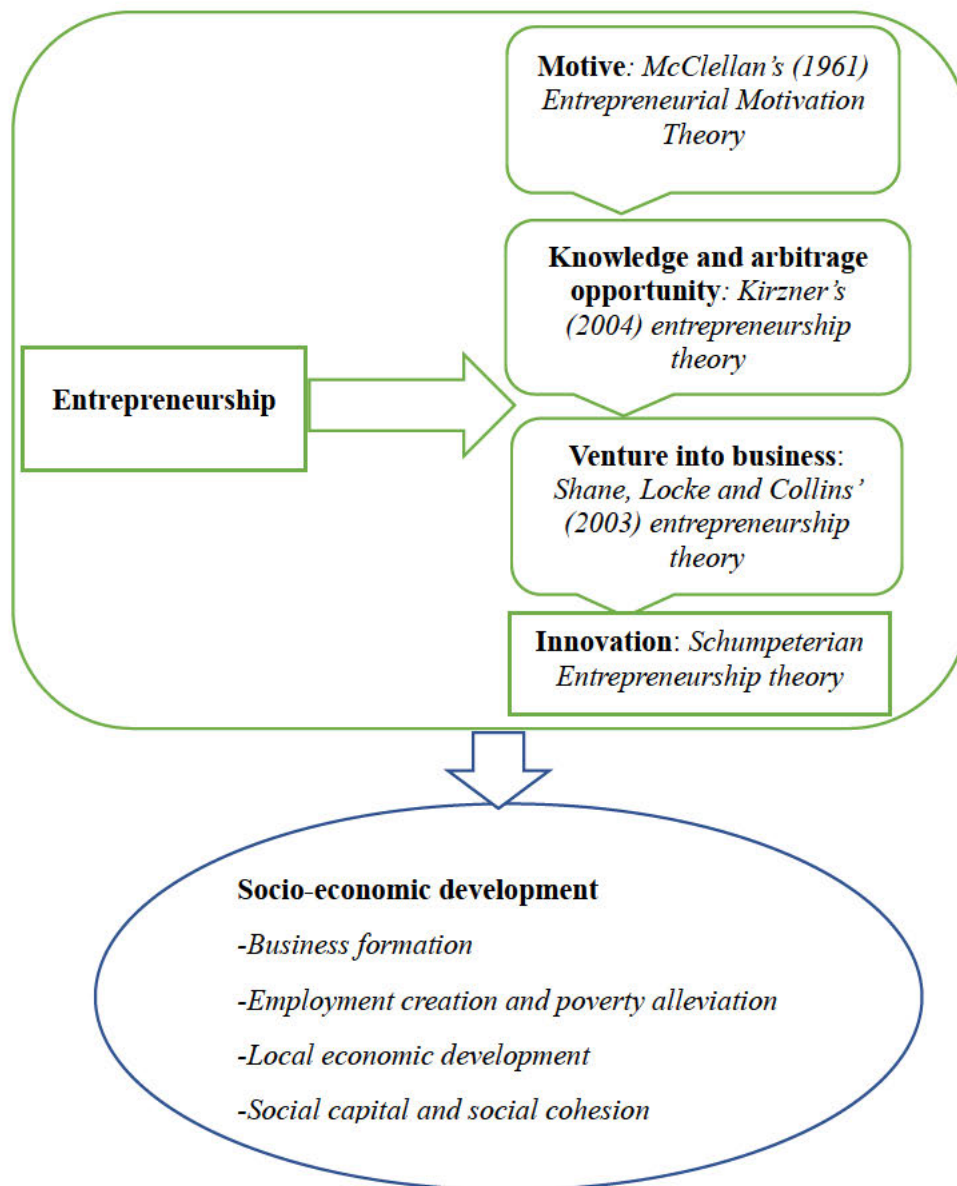 Motive: McClellan’s (1961)
Entrepreneurial Motivation
Theory
Knowledge and arbitrage
opportunity: Kirzner’s
(2004) entrepreneurship
theory
Entrepreneurship
Venture into business:
Shane, Locke and Collins’
(2003) entrepreneurship
theory
Innovation: Schumpeterian
Entrepreneurship theory
Socio-economic development
-Business formation
-Employment creation and poverty alleviation
-Local economic development
-Social capital and social cohesion